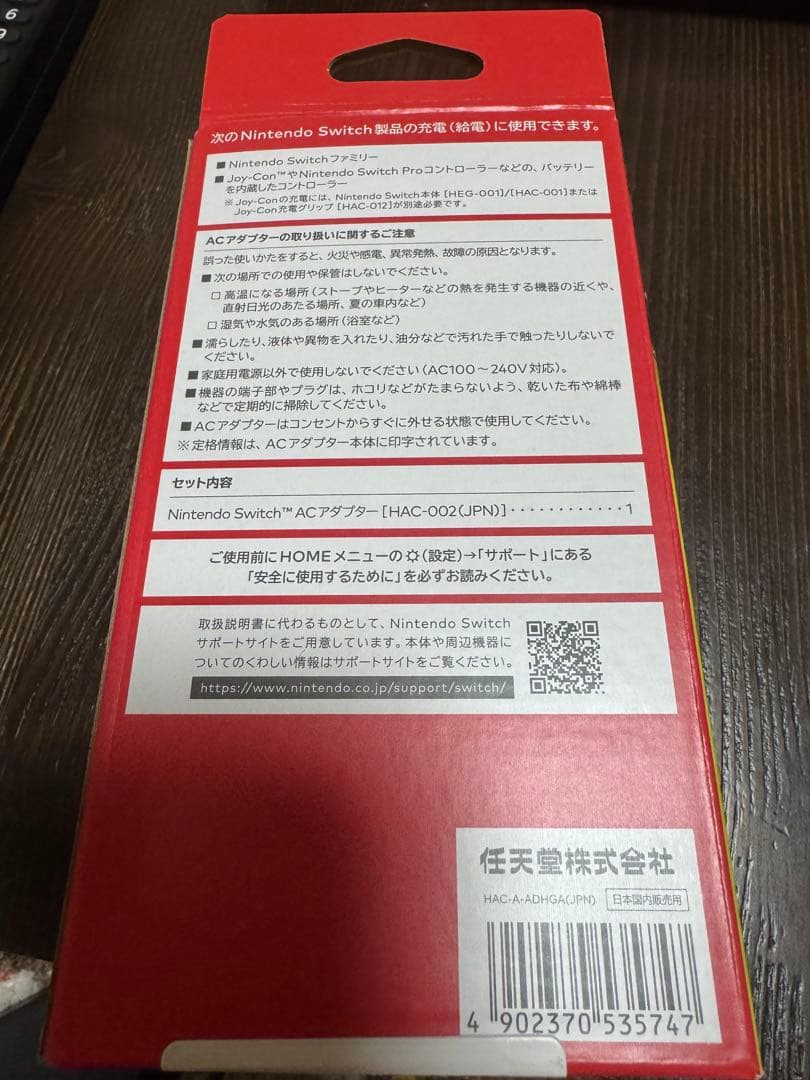 6
9
次のNintendo Switch製品の充電(給電)に使用できます。
■Nintendo Switchファミリー
■Joy-Con™やNintendo Switch Proコントローラーなどの、バッテリー
を内蔵したコントローラー
※Joy-Conの充電には、Nintendo Switch本体 [HEG-001]/[HAC-001]または
Joy-Con充電グリップ [HAC-012]が別途必要です。
ACアダプターの取り扱いに関するご注意
誤った使いかたをすると、火災や感電、異常発熱、故障の原因となります。
■次の場所での使用や保管はしないでください。
□高温になる場所(ストーブやヒーターなどの熱を発生する機器の近くや、
直射日光のあたる場所、夏の車内など)
□湿気や水気のある場所(浴室など)
■濡らしたり、液体や異物を入れたり、油分などで汚れた手で触ったりしないで
ください。
■家庭用電源以外で使用しないでください(AC100～240V対応)。
■機器の端子部やプラグは、ホコリなどがたまらないよう、乾いた布や綿棒
などで定期的に掃除してください。
■ACアダプターはコンセントからすぐに外せる状態で使用してください。
※定格情報は、ACアダプター本体に印字されています。
セット内容
Nintendo Switch™ ACアダプター [HAC-002(JPN)]・・・・・・・・・・・・1
ご使用前にHOMEメニューの(設定)→「サポート」にある
「安全に使用するために」を必ずお読みください。
取扱説明書に代わるものとして、Nintendo Switch
サポートサイトをご用意しています。本体や周辺機器に
ついてのくわしい情報はサポートサイトをご覧ください。
https://www.nintendo.co.jp/support/switch/
任天堂株式会社
HAC-A-ADHGA(JPN) 日本国内販売用
4 902370 535747